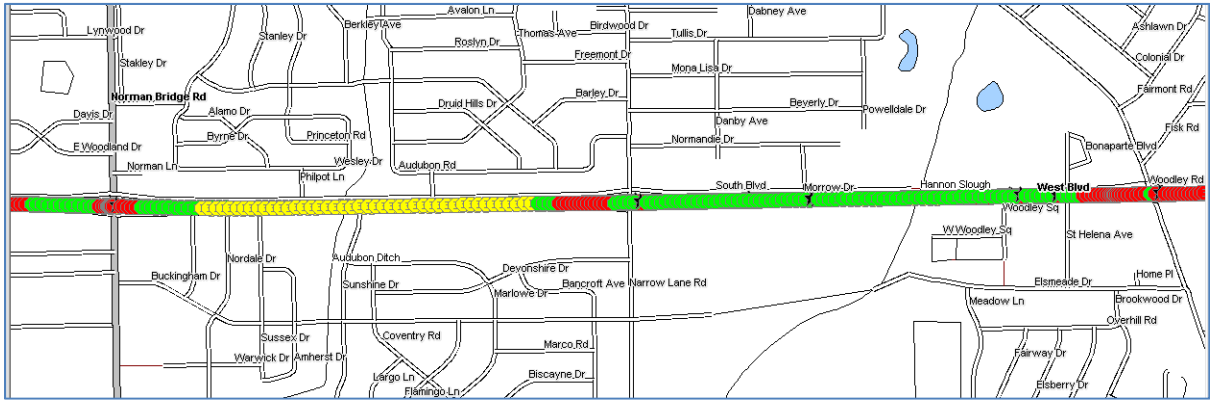 Avalon Ln
Dabney Ave
Berkley Ave
Birdwood Dr
Ashlawn Dr
Lynwood Dr
Stanley Dr
Thomas Ave
Tullis Dr
Roslyn Dr
Freemont Dr
Colonial Dr
Stakley Dr
Mona Lisa Dr
Fairmont Rd
Norman Bridge Rd
Barley Dr
Druid Hills Dr
Beverly Dr
Powelldale Dr
Davis Dr
Alamo Dr
Danby Ave
Fisk Rd
Byrne Dr
Princeton Rd
Normandie Dr
E Woodland Dr
Bonaparte Blvd
Norman Ln
Wesley Dr
Audubon Rd
Philpot Ln
South Blvd
Morrow Dr
Hannon Slough
West Blvd
Woodley Rd
Woodley Sq
W Woodley Sq
St Helena Ave
Nordale Dr
Audubon Ditch
Buckingham Dr
Devonshire Dr
Home Pl
Sunshine Dr
Bancroft Ave
Narrow Lane Rd
Elsmeade Dr
Marlowe Dr
Meadow Ln
Brookwood Dr
Overhill Rd
Sussex Dr
Coventry Rd
Marco Rd
Fairway Dr
Warwick Dr
Amherst Dr
Largo Ln
Biscayne Dr
Elsberry Dr
Flamingo Ln